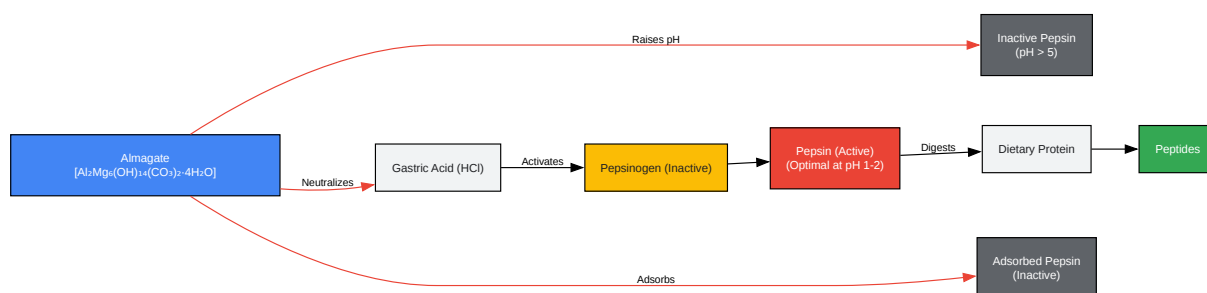 Raises pH
Inactive Pepsin
(pH > 5)
Almagate
[Al₂Mg₆(OH)₁₄(CO₃)₂·4H₂O]
Neutralizes
Gastric Acid (HCl)
Activates
Pepsinogen (Inactive)
Pepsin (Active)
(Optimal at pH 1-2)
Digests
Dietary Protein
Peptides
Adsorbs
Adsorbed Pepsin
(Inactive)